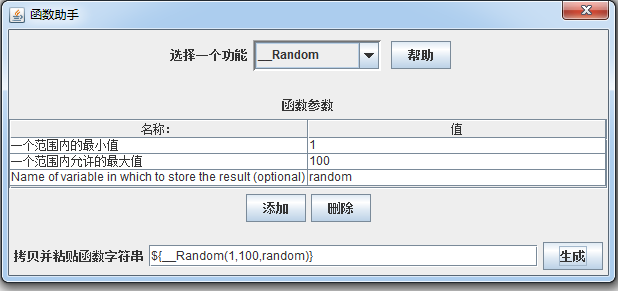 函数助手
选择一个功能 __Random 帮助
函数参数
名称: 值
一个范围内的最小值 1
一个范围内允许的最大值 100
Name of variable in which to store the result (optional) random
添加 删除
拷贝并粘贴函数字符串 ${__Random(1,100,random)} 生成